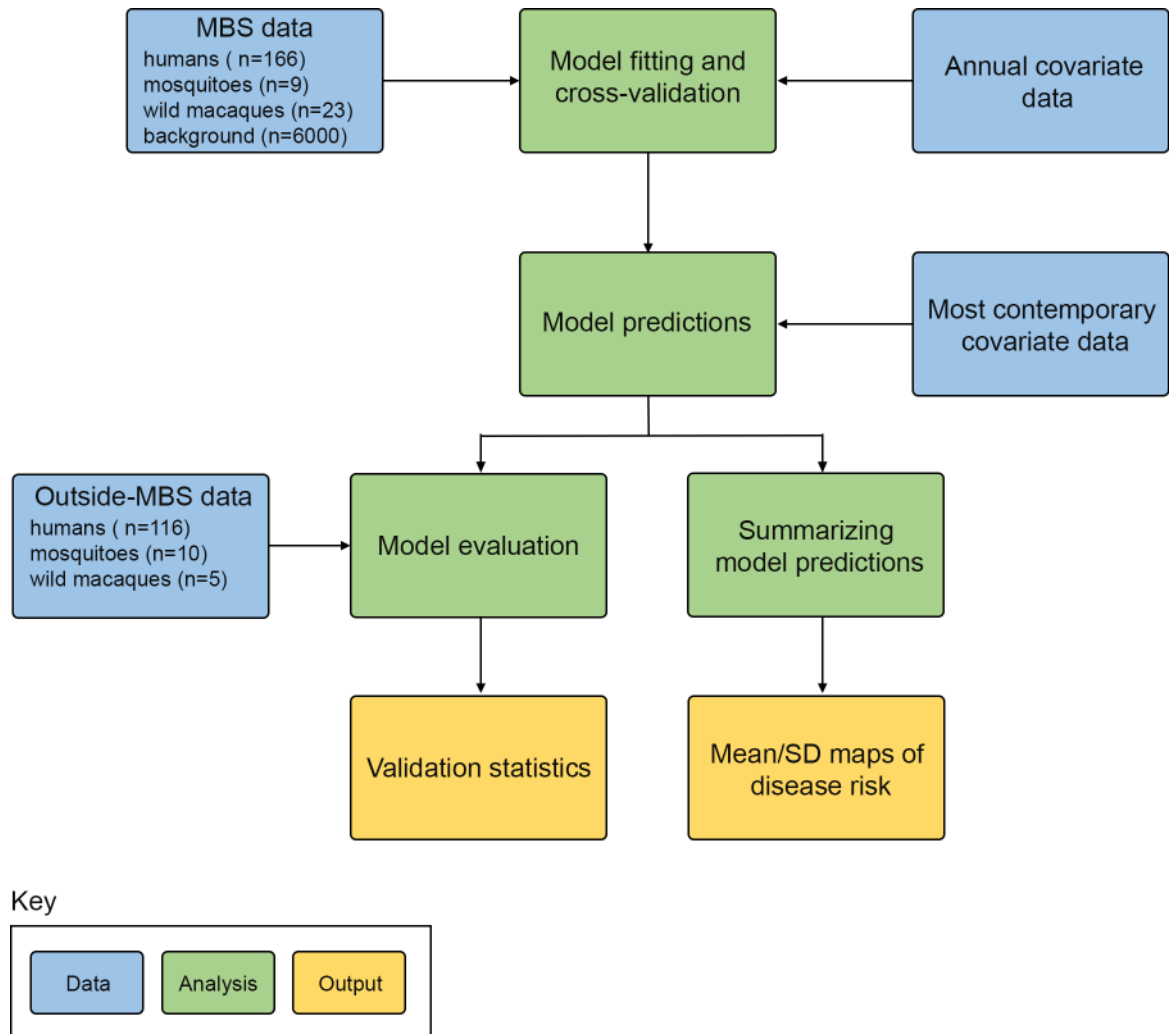 MBS data
humans ( n=166)
mosquitoes (n=9)
wild macaques (n=23)
background (n=6000)
Model fitting and
cross-validation
Annual covariate
data
Model predictions
Most contemporary
covariate data
Outside-MBS data
humans ( n=116)
mosquitoes (n=10)
wild macaques (n=5)
Model evaluation
Summarizing
model predictions
Validation statistics
Mean/SD maps of
disease risk
Key
Data
Analysis
Output